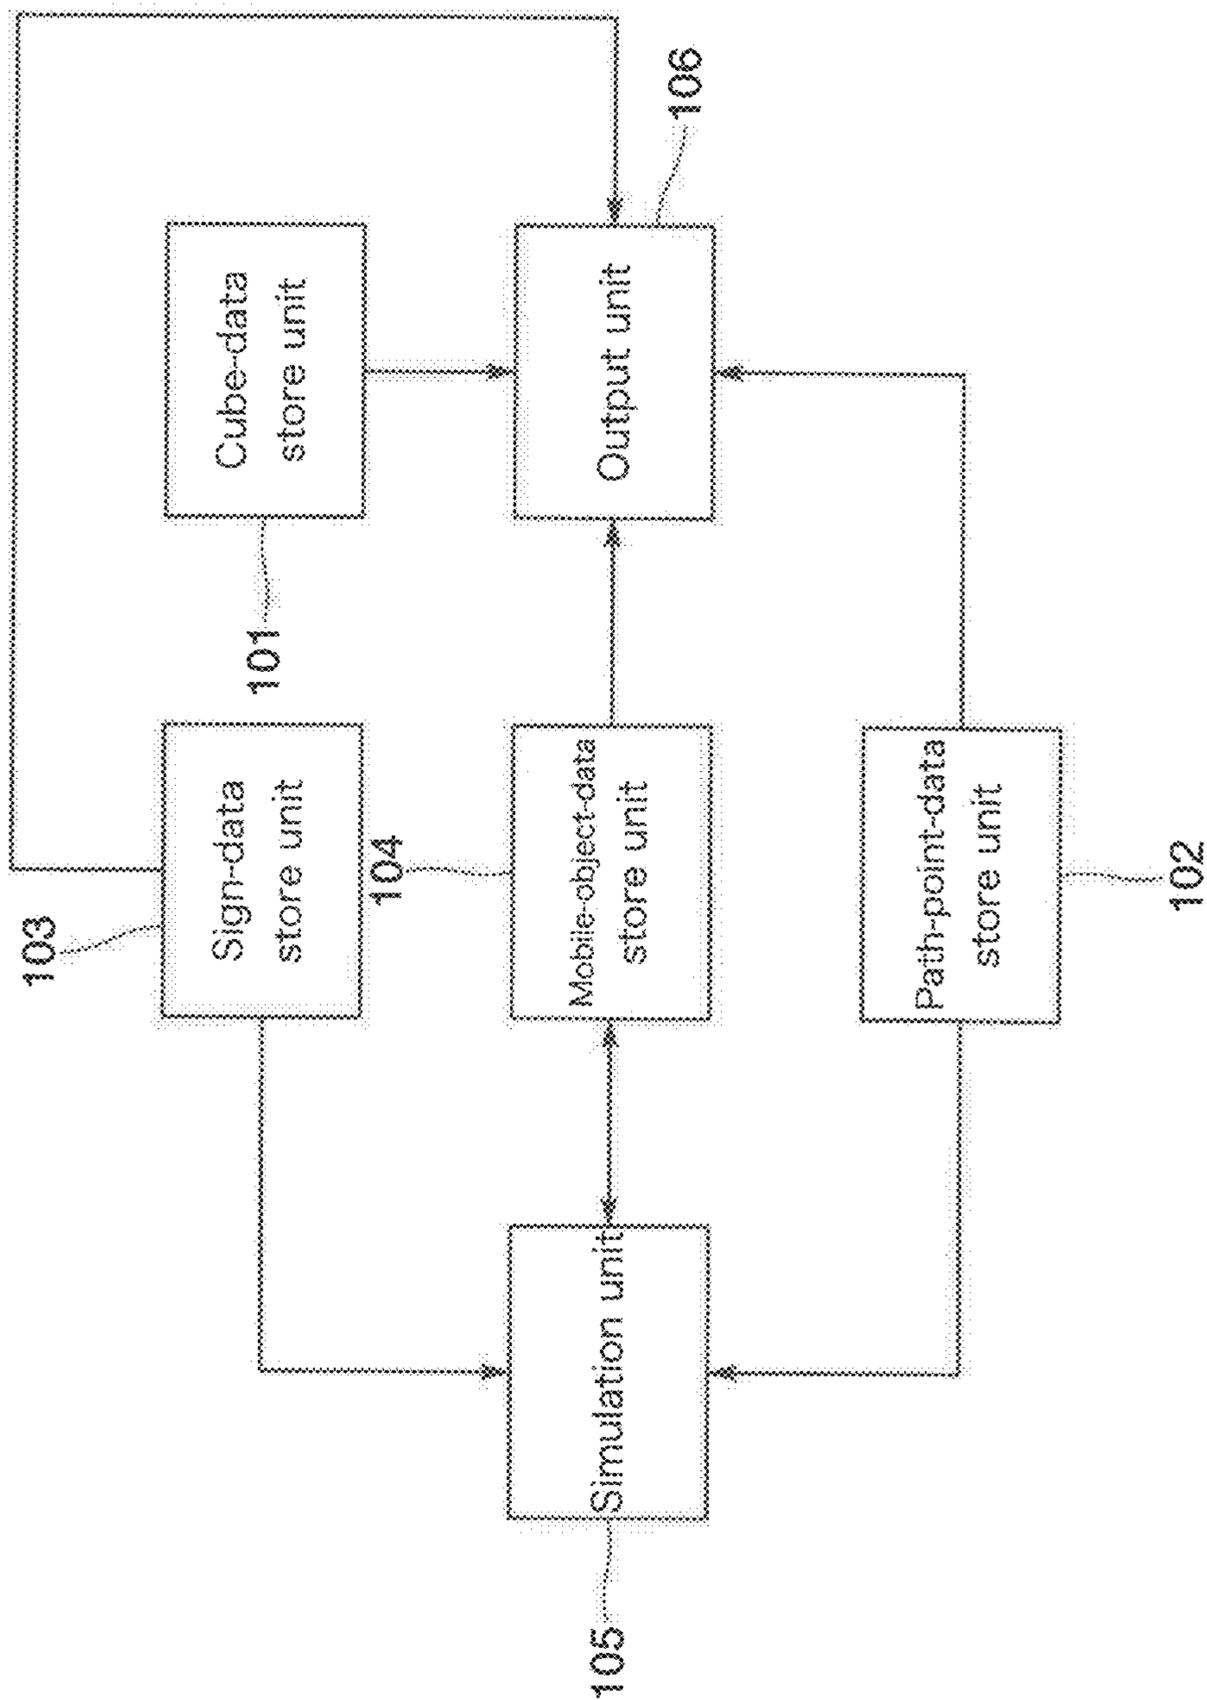 103
Sign-data
store unit
101
Cube-data
store unit
104
105
Simulation unit
Mobile-object-data
store unit
Output unit
106
Path-point-data
store unit
102